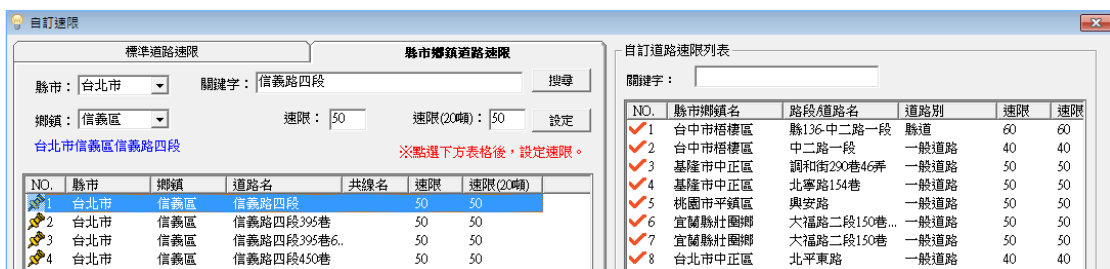 自訂速限
標準道路速限 縣市鄉鎮道路速限
縣市： 台北市 關鍵字： 信義路四段 搜尋
鄉鎮： 信義區 速限： 50 速限(20噸)： 50 設定
台北市信義區信義路四段 ※點選下方表格後，設定速限。
NO. 縣市 鄉鎮 道路名 共線名 速限 速限(20噸)
1 台北市 信義區 信義路四段 50 50
2 台北市 信義區 信義路四段395巷 50 50
3 台北市 信義區 信義路四段395巷6.. 50 50
4 台北市 信義區 信義路四段450巷 50 50
自訂道路速限列表
關鍵字：
NO. 縣市鄉鎮名 路段/道路名 道路別 速限 速限
1 台中市梧棲區 縣136-中二路一段 縣道 60 60
2 台中市梧棲區 中二路一段 一般道路 40 40
3 基隆市中正區 調和街290巷46弄 一般道路 50 50
4 基隆市中正區 北寧路154巷 一般道路 50 50
5 桃園市平鎮區 興安路 一般道路 50 50
6 宜蘭縣壯圍鄉 大福路二段150巷... 一般道路 50 50
7 宜蘭縣壯圍鄉 大福路二段150巷 一般道路 50 50
8 台北市中正區 北平東路 一般道路 40 40